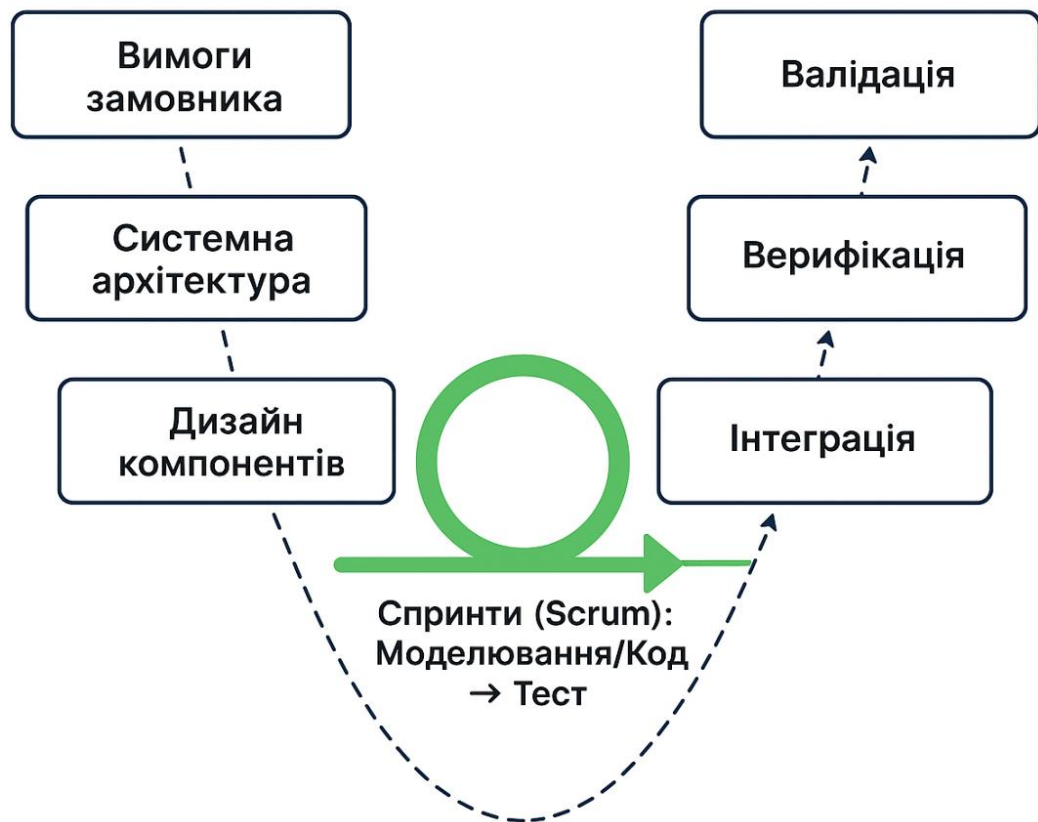 Вимоги
замовника
Системна
архітектура
Дизайн
компонентів
Спринти (Scrum):
Моделювання/Код
→ Тест
Інтеграція
Верифікація
Валідація